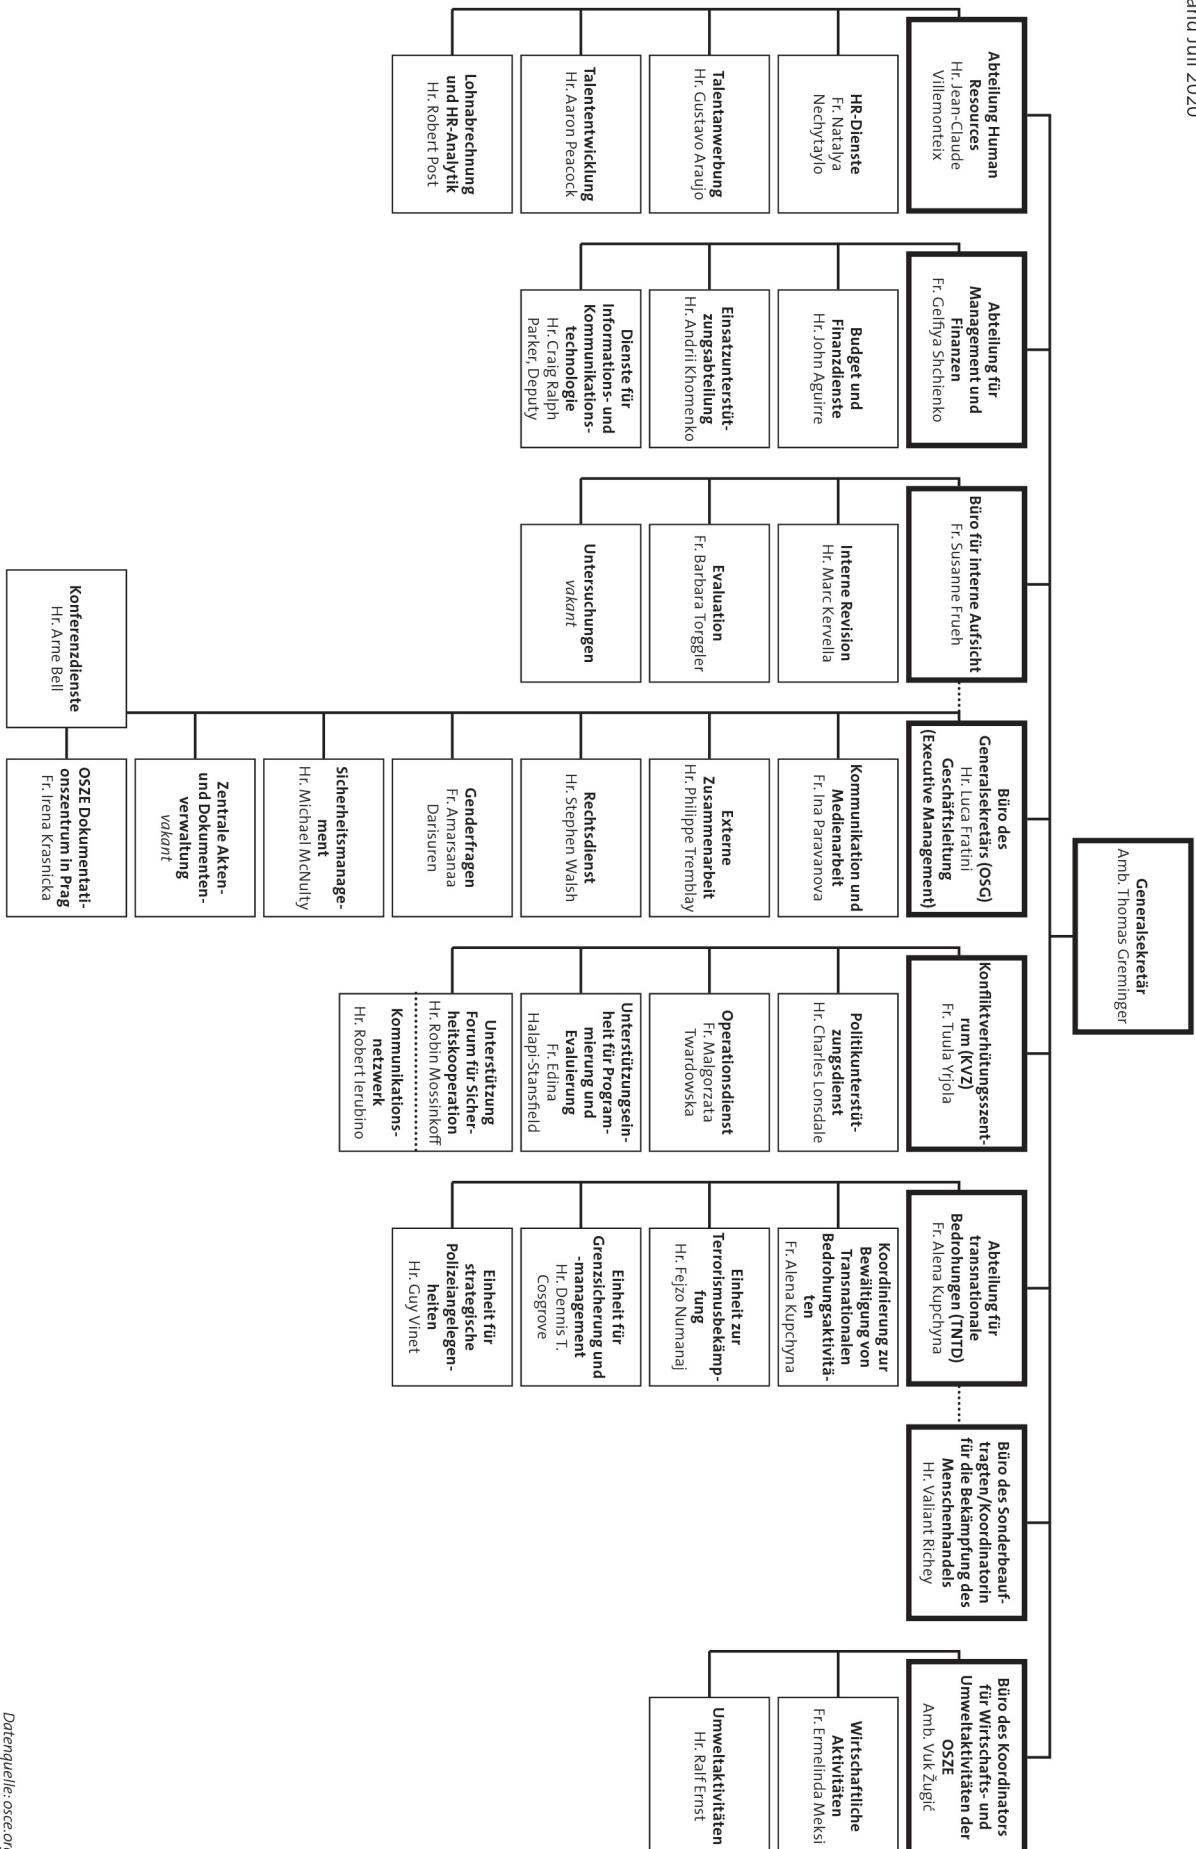 and Juli 2020
Generalsekretär
Amb. Thomas Greminger
Abteilung Human
Resources
Hr. Jean-Claude
Villemonteix
HR-Dienste
Fr. Natalya
Nechytaylo
Talentanwerbung
Hr. Gustavo Araujo
Talententwicklung
Hr. Aaron Peacock
Lohnabrechnung
und HR-Analytik
Hr. Robert Post
Abteilung für
Management und
Finanzen
Fr. Gelfiya Shchienko
Budget und
Finanzdienste
Hr. John Aguirre
Einsatzunterstüt-
zungsabteilung
Hr. Andrii Khomenko
Dienste für
Informations- und
Kommunikations-
technologie
Hr. Craig Ralph
Parker, Deputy
Büro für interne Aufsicht
Fr. Susanne Frueh
Interne Revision
Hr. Marc Kervella
Evaluation
Fr. Barbara Torggler
Untersuchungen
vakant
Büro des
Generalsekretärs (OSG)
Hr. Luca Fratini
Geschäftsleitung
(Executive Management)
Kommunikation und
Medienarbeit
Fr. Ina Paravanova
Externe
Zusammenarbeit
Hr. Philippe Tremblay
Rechtsdienst
Hr. Stephen Walsh
Genderfragen
Fr. Amarsanaa
Darisuren
Sicherheitsmanage-
ment
Hr. Michael McNulty
Zentrale Akten-
und Dokumenten-
verwaltung
vakant
Konferenzdienste
Hr. Arne Bell
OSZE Dokumentati-
onszentrum in Prag
Fr. Irena Krasnicka
Konfliktverhütungsszent-
rum (KVZ)
Fr. Tuula Yrjola
Politikunterstüt-
zungsdienst
Hr. Charles Lonsdale
Operationsdienst
Fr. Malgorzata
Twardowska
Unterstützungsein-
heit für Program-
mierung und
Evaluierung
Fr. Edina
Halapi-Stansfield
Unterstützung
Forum für Sicher-
heitskooperation
Hr. Robin Mossinkoff
Kommunikations-
netzwerk
Hr. Robert Ierubino
Abteilung für
transnationale
Bedrohungen (TNTD)
Fr. Alena Kupchyna
Koordinierung zur
Bewältigung von
Transnationalen
Bedrohungsaktivitä-
ten
Fr. Alena Kupchyna
Einheit zur
Terrorismusbekämp-
fung
Hr. Fejzo Numanaj
Einheit für
Grenzsicherung und
-management
Hr. Dennis T.
Cosgrove
Einheit für
strategische
Polizeiangelegen-
heiten
Hr. Guy Vinet
Büro des Sonderbeauf-
tragten/Koordinatorin
für die Bekämpfung des
Menschenhandels
Hr. Valiant Richey
Büro des Koordinators
für Wirtschafts- und
Umweltaktivitäten der
OSZE
Amb. Vuk Žugić
Wirtschaftliche
Aktivitäten
Fr. Ermelinda Meksi
Umweltaktivitäten
Hr. Ralf Ernst
Datenquelle: osce.or